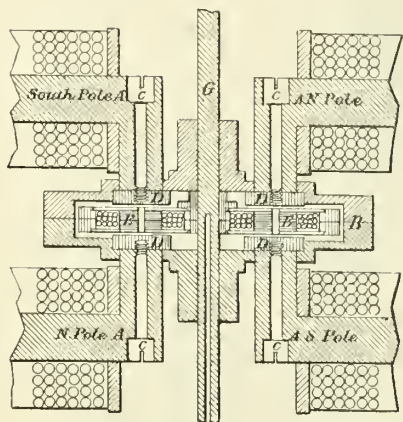 C C
South Pole A G A N Pole
D D
E E B
D D
N Pole A A S Pole
C C